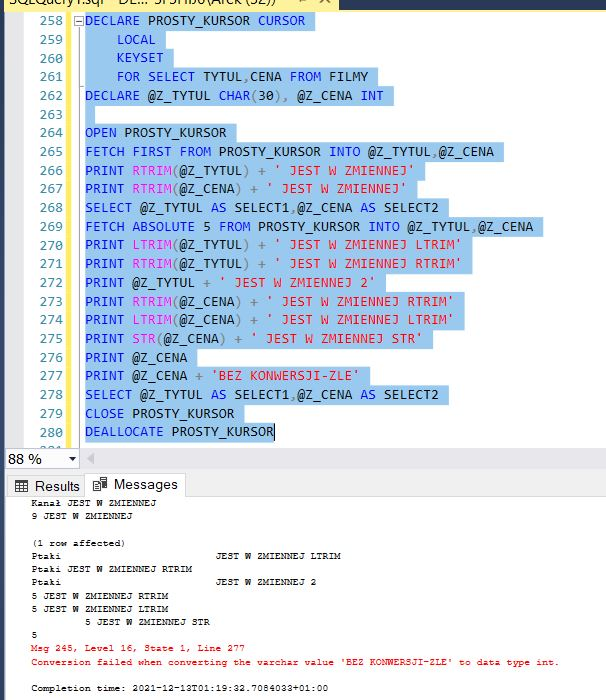 258 DECLARE PROSTY_KURSOR CURSOR
259 LOCAL
260 KEYSET
261 FOR SELECT TYTUL,CENA FROM FILMY
262 DECLARE @Z_TYTUL CHAR(30), @Z_CENA INT
263
264 OPEN PROSTY_KURSOR
265 FETCH FIRST FROM PROSTY_KURSOR INTO @Z_TYTUL,@Z_CENA
266 PRINT RTRIM(@Z_TYTUL) + ' JEST W ZMIENNEJ'
267 PRINT RTRIM(@Z_CENA) + ' JEST W ZMIENNEJ'
268 SELECT @Z_TYTUL AS SELECT1,@Z_CENA AS SELECT2
269 FETCH ABSOLUTE 5 FROM PROSTY_KURSOR INTO @Z_TYTUL,@Z_CENA
270 PRINT LTRIM(@Z_TYTUL) + ' JEST W ZMIENNEJ LTRIM'
271 PRINT RTRIM(@Z_TYTUL) + ' JEST W ZMIENNEJ RTRIM'
272 PRINT @Z_TYTUL + ' JEST W ZMIENNEJ 2'
273 PRINT RTRIM(@Z_CENA) + ' JEST W ZMIENNEJ RTRIM'
274 PRINT LTRIM(@Z_CENA) + ' JEST W ZMIENNEJ LTRIM'
275 PRINT STR(@Z_CENA) + ' JEST W ZMIENNEJ STR'
276 PRINT @Z_CENA
277 PRINT @Z_CENA + 'BEZ KONWERSJI-ZLE'
278 SELECT @Z_TYTUL AS SELECT1,@Z_CENA AS SELECT2
279 CLOSE PROSTY_KURSOR
280 DEALLOCATE PROSTY_KURSOR
88 %
Results Messages
Kanał JEST W ZMIENNEJ
9 JEST W ZMIENNEJ
(1 row affected)
Ptaki JEST W ZMIENNEJ LTRIM
Ptaki JEST W ZMIENNEJ RTRIM
Ptaki JEST W ZMIENNEJ 2
5 JEST W ZMIENNEJ RTRIM
5 JEST W ZMIENNEJ LTRIM
5 JEST W ZMIENNEJ STR
5
Msg 245, Level 16, State 1, Line 277
Conversion failed when converting the varchar value 'BEZ KONWERSJI-ZLE' to data type int.
Completion time: 2021-12-13T01:19:32.7084033+01:00